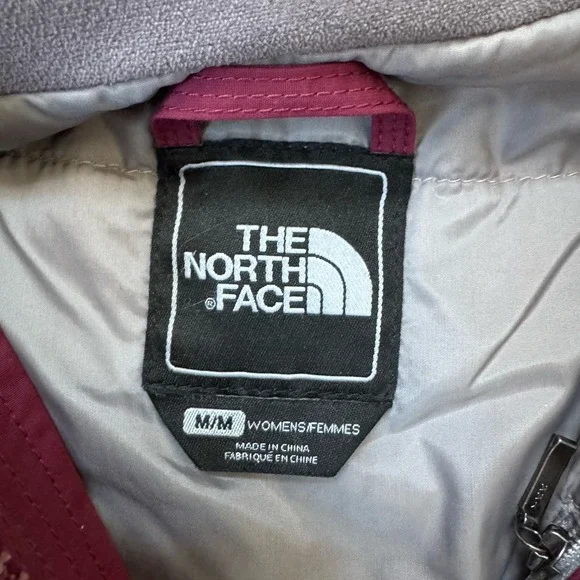 THE
NORTH
®FACE
M/M WOMENS/FEMMES
MADE IN CHINA
FABRIQUÉ EN CHINE